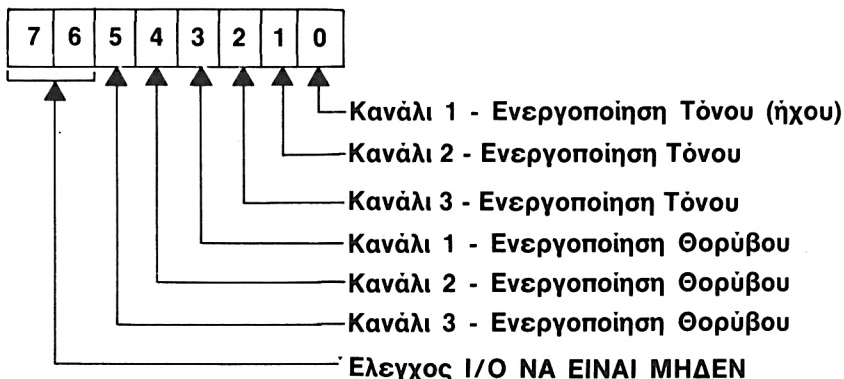 7 6 5 4 3 2 1 0
Κανάλι 1 - Ενεργοποίηση Τόνου (ήχου)
Κανάλι 2 - Ενεργοποίηση Τόνου
Κανάλι 3 - Ενεργοποίηση Τόνου
Κανάλι 1 - Ενεργοποίηση Θορύβου
Κανάλι 2 - Ενεργοποίηση Θορύβου
Κανάλι 3 - Ενεργοποίηση Θορύβου
Έλεγχος I/O ΝΑ ΕΙΝΑΙ ΜΗΔΕΝ